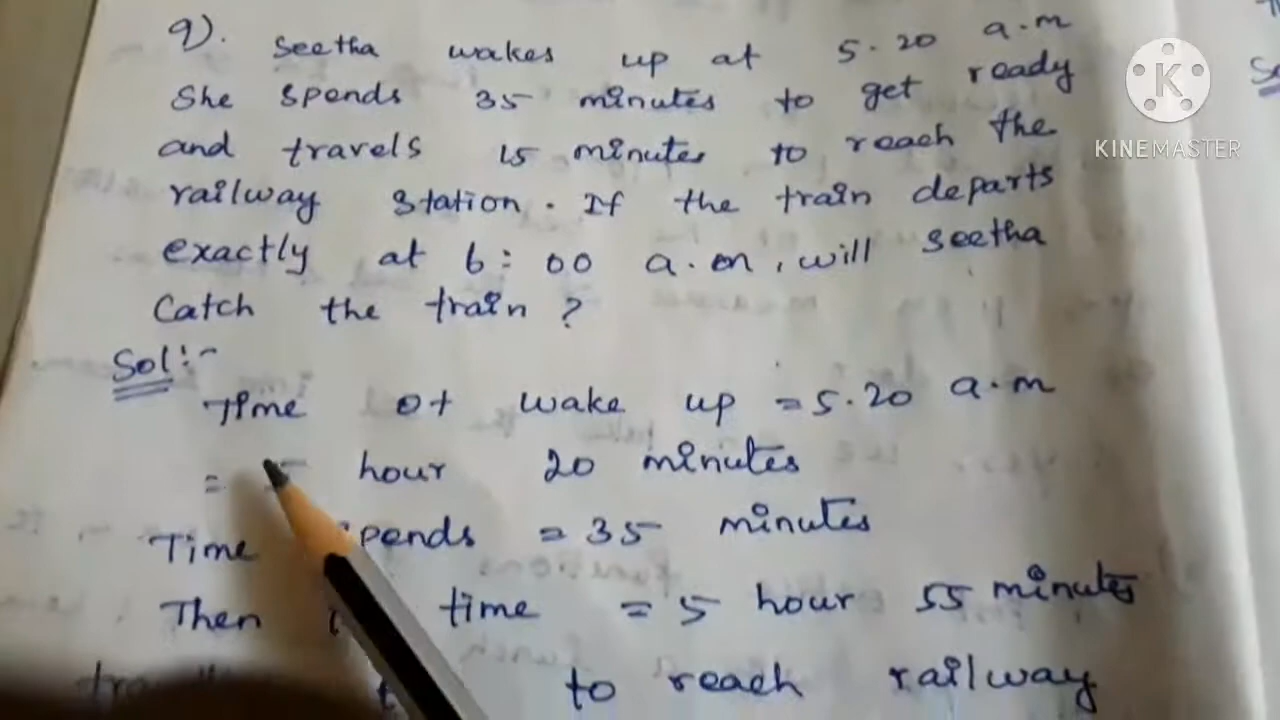 9). Seetha wakes up at 5.20 a.m
She spends 35 minutes to get ready
and travels 15 minutes to reach the
railway station. If the train departs
exactly at 6:00 a.m, will Seetha
Catch the train?
Sol:-
Time of wake up = 5.20 a.m
= 5 hour 20 minutes
Time spends = 35 minutes
Then time = 5 hour 55 minutes
to reach railway
KINEMASTER